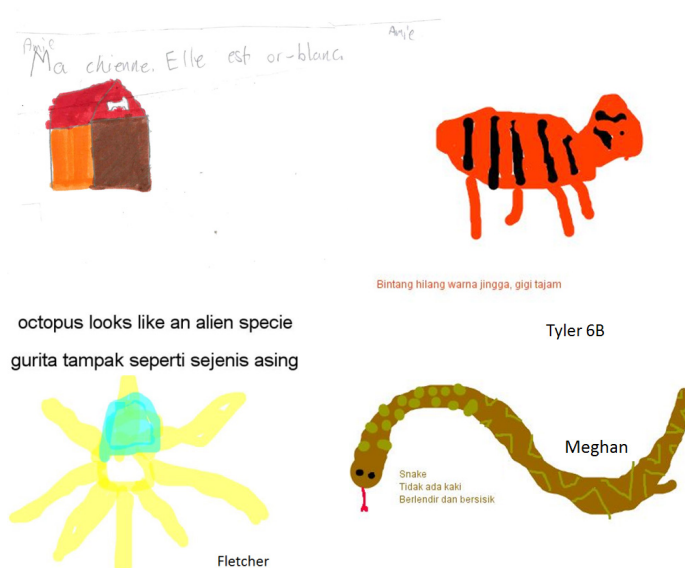 Amie
Amie
Ma chienne. Elle est or-blanc.
Bintang hilang warna jingga, gigi tajam
octopus looks like an alien specie
gurita tampak seperti sejenis asing
Tyler 6B
Meghan
Snake
Tidak ada kaki
Berlendir dan bersisik
Fletcher